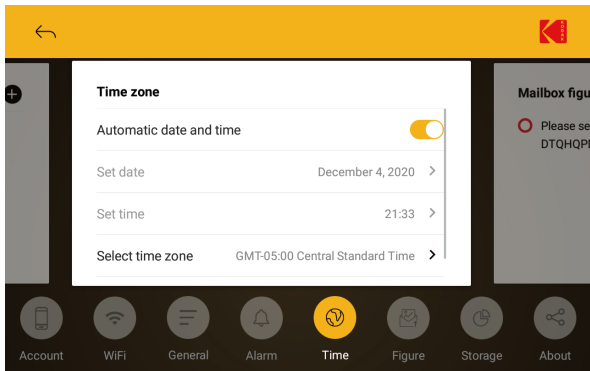 KODAK
Time zone
Automatic date and time
Set date December 4, 2020
Set time 21:33
Select time zone GMT-05:00 Central Standard Time
Mailbox figu
Please se
DTQHQP
Account WiFi General Alarm Time Figure Storage About